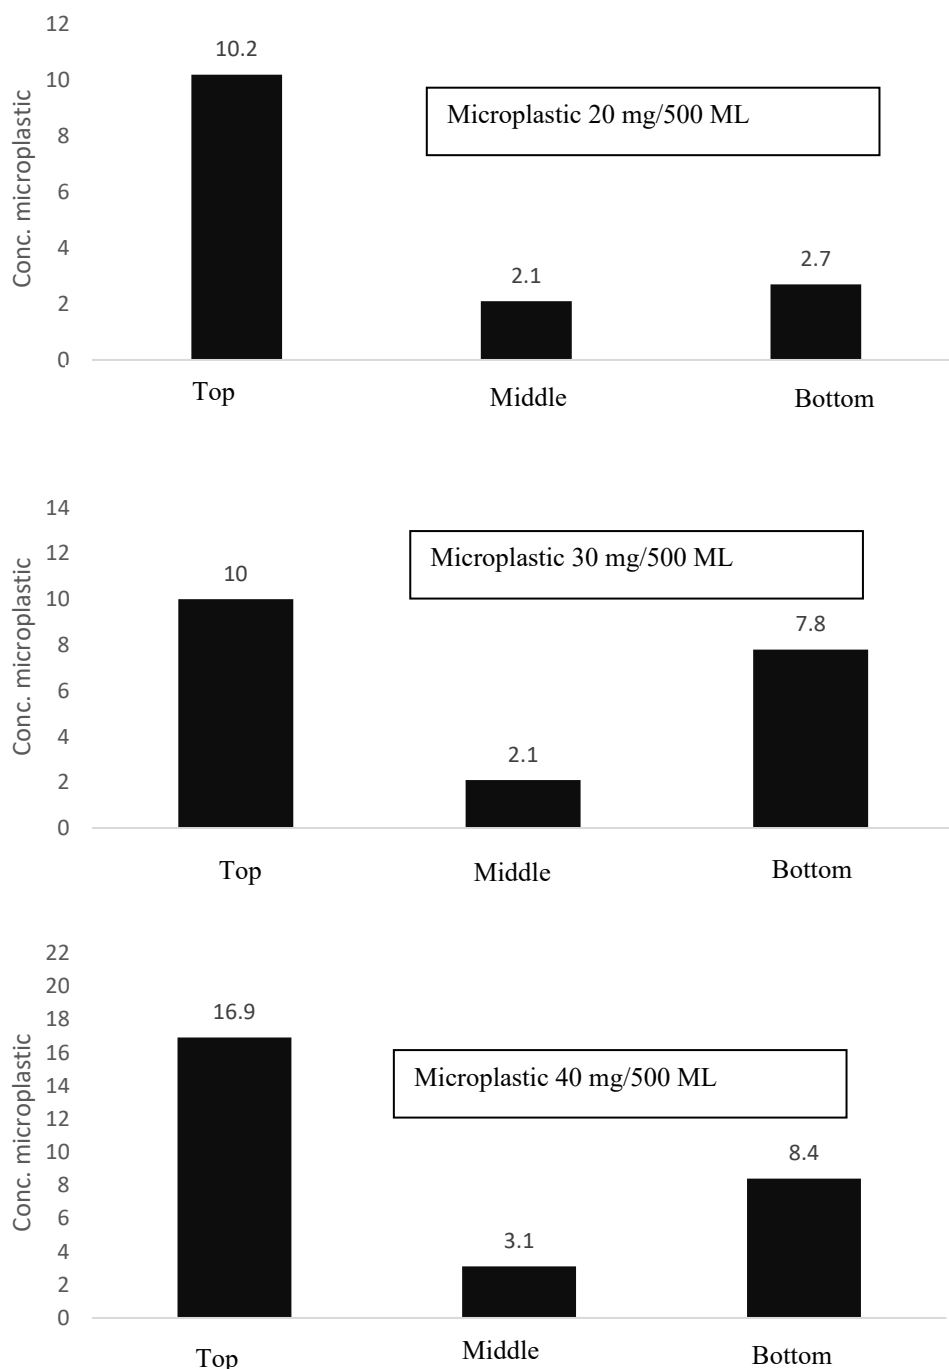 12
10.2
10
8
6
4
2
0
Conc. microplastic
Microplastic 20 mg/500 ML
2.1
2.7
Top
Middle
Bottom
14
12
10
8
6
4
2
0
Conc. microplastic
Microplastic 30 mg/500 ML
10
2.1
7.8
Top
Middle
Bottom
22
20
18
16
14
12
10
8
6
4
2
0
Conc. microplastic
Microplastic 40 mg/500 ML
16.9
3.1
8.4
Top
Middle
Bottom